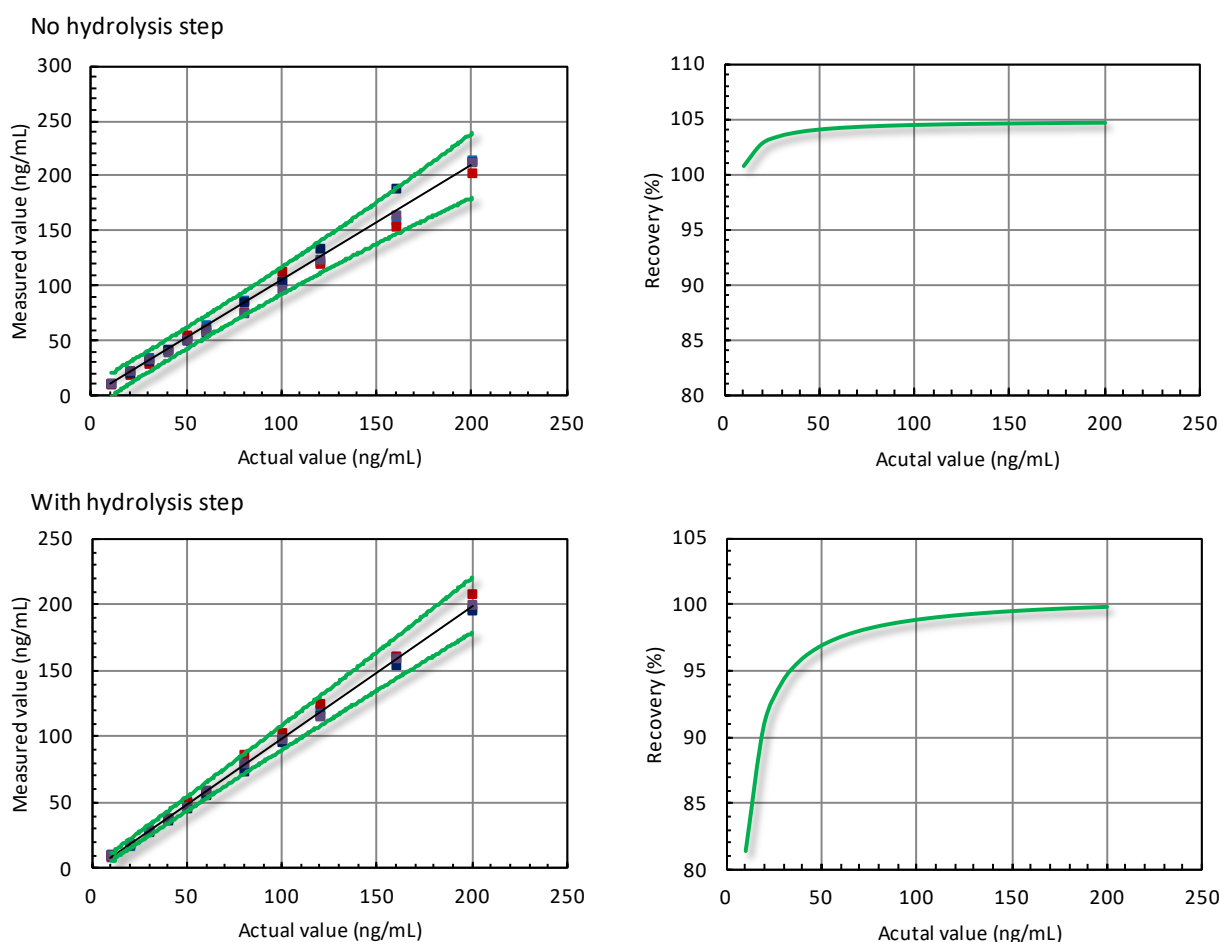 No hydrolysis step
300
250
200
150
100
50
0
0 50 100 150 200 250
Measured value (ng/mL)
Actual value (ng/mL)
110
105
100
95
90
85
80
0 50 100 150 200 250
Recovery (%)
Acutal value (ng/mL)
With hydrolysis step
250
200
150
100
50
0
0 50 100 150 200 250
Measured value (ng/mL)
Actual value (ng/mL)
105
100
95
90
85
80
0 50 100 150 200 250
Recovery (%)
Acutal value (ng/mL)